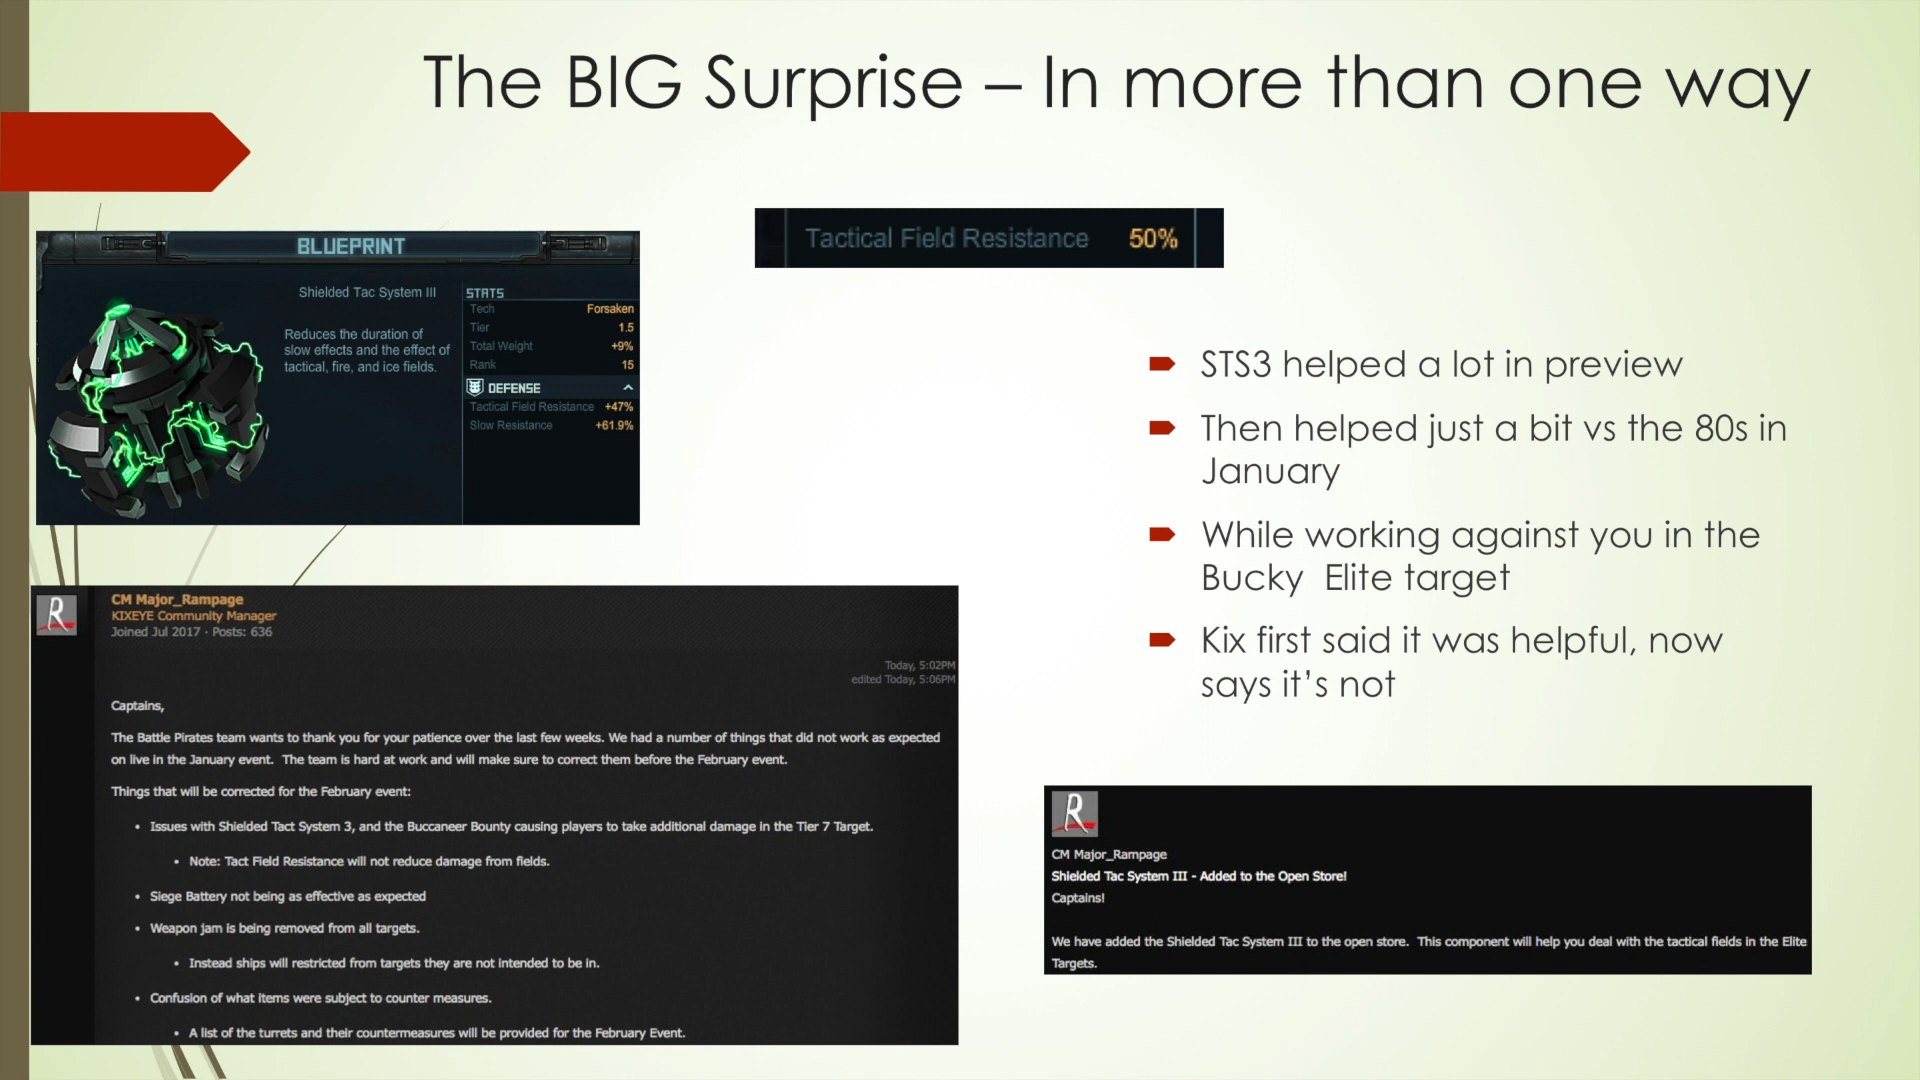 The BIG Surprise – In more than one way
BLUEPRINT
Shielded Tac System III
Reduces the duration of
slow effects and the effect of
tactical, fire, and ice fields.
STATS
Tech Forsaken
Tier 1.5
Total Weight +9%
Rank 15
DEFENSE
Tactical Field Resistance +47%
Slow Resistance +61.9%
Tactical Field Resistance 50%
STS3 helped a lot in preview
Then helped just a bit vs the 80s in
January
While working against you in the
Bucky  Elite target
Kix first said it was helpful, now
says it’s not
R
CM Major_Rampage
KIXEYE Community Manager
Joined Jul 2017 · Posts: 636
Today, 5:02PM
edited Today, 5:06PM
Captains,
The Battle Pirates team wants to thank you for your patience over the last few weeks. We had a number of things that did not work as expected
on live in the January event.  The team is hard at work and will make sure to correct them before the February event.
Things that will be corrected for the February event:
• Issues with Shielded Tact System 3, and the Buccaneer Bounty causing players to take additional damage in the Tier 7 Target.
• Note: Tact Field Resistance will not reduce damage from fields.
• Siege Battery not being as effective as expected
• Weapon jam is being removed from all targets.
• Instead ships will restricted from targets they are not intended to be in.
• Confusion of what items were subject to counter measures.
• A list of the turrets and their countermeasures will be provided for the February Event.
R
CM Major_Rampage
Shielded Tac System III - Added to the Open Store!
Captains!
We have added the Shielded Tac System III to the open store.  This component will help you deal with the tactical fields in the Elite
Targets.